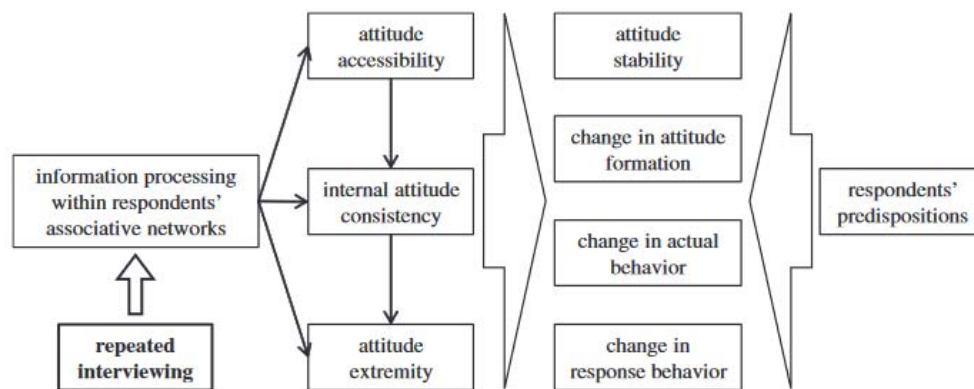 attitude
accessibility
attitude
stability
change in attitude
formation
information processing
within respondents'
associative networks
internal attitude
consistency
respondents'
predispositions
change in actual
behavior
repeated
interviewing
attitude
extremity
change in
response behavior